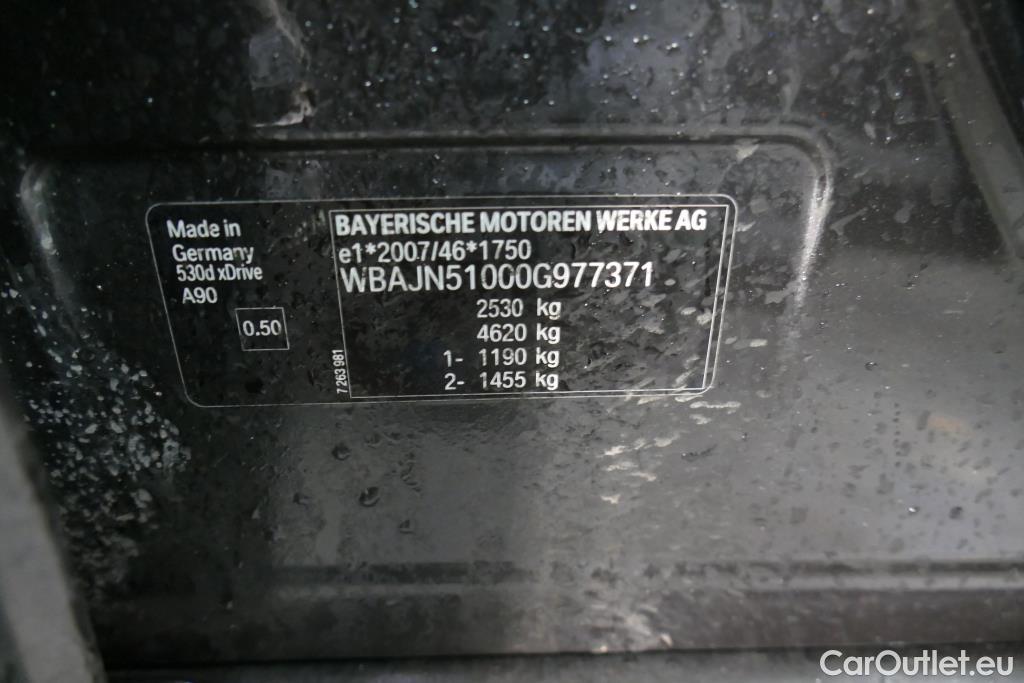 Made in
Germany
530d xDrive
A90
0.50
7 263 981
BAYERISCHE MOTOREN WERKE AG
e1*2007/46*1750
WBAJN51000G977371
2530 kg
4620 kg
1- 1190 kg
2- 1455 kg
CarOutlet.eu